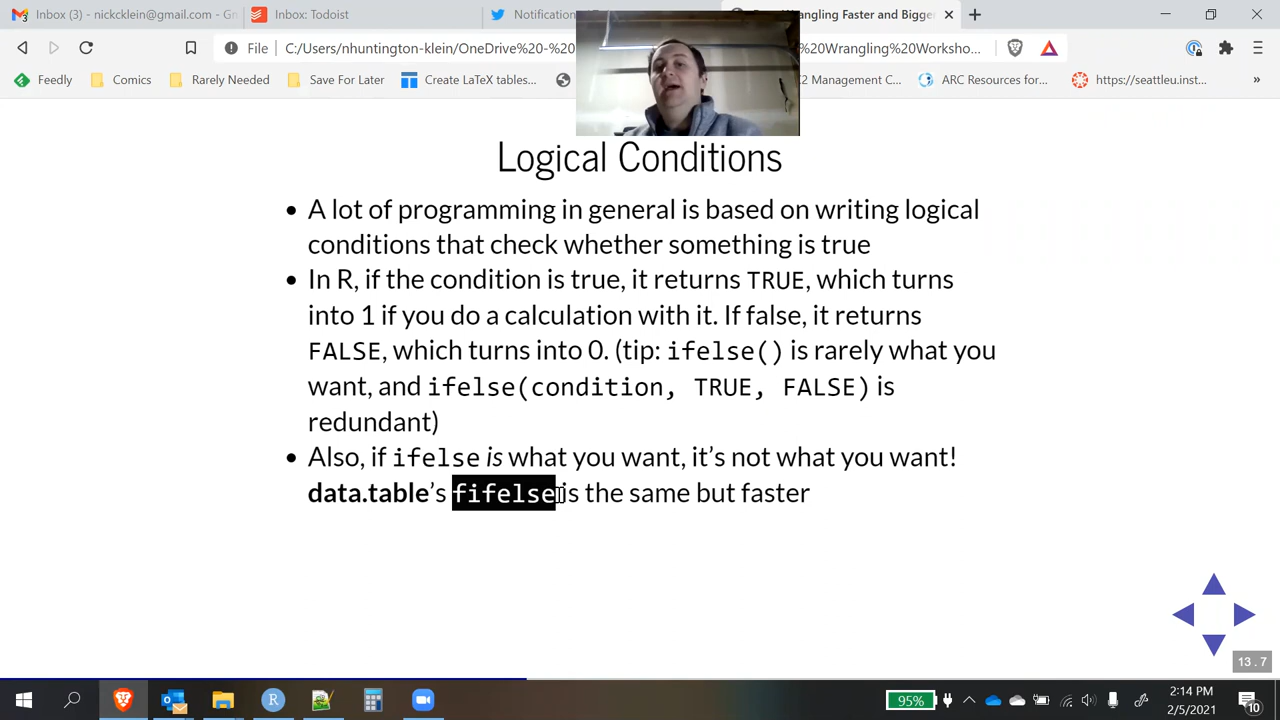 Inbox - nickcklein@gmail.com - Gn
Inbox: Todoist
Notification
Wrangling Faster and Bigger
File
C:/Users/nhuntington-klein/OneDrive%20-%20
%20Wrangling%20Worksho...
Feedly
Comics
Rarely Needed
Save For Later
Create LaTeX tables...
2 Management C...
ARC Resources for...
https://seattleu.inst...
»
Logical Conditions
• A lot of programming in general is based on writing logical
conditions that check whether something is true
• In R, if the condition is true, it returns TRUE, which turns
into 1 if you do a calculation with it. If false, it returns
FALSE, which turns into 0. (tip: ifelse() is rarely what you
want, and ifelse(condition, TRUE, FALSE) is
redundant)
• Also, if ifelse is what you want, it’s not what you want!
data.table’s fifelse is the same but faster
13.7
95%
2:14 PM
2/5/2021
10